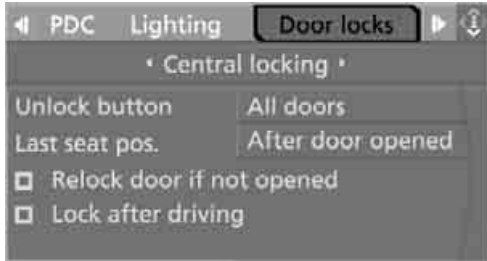 PDC Lighting Door locks
Central locking
Unlock button All doors
Last seat pos. After door opened
Relock door if not opened
Lock after driving